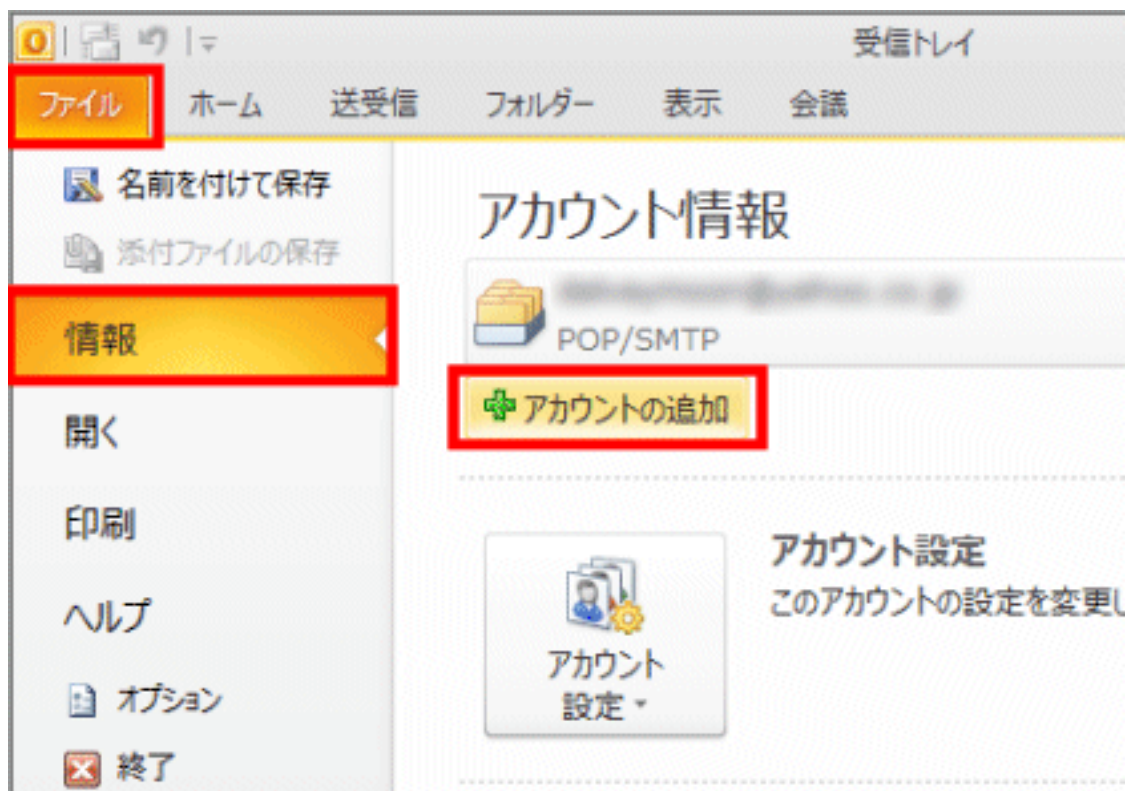 受信トレイ
ファイル ホーム 送受信 フォルダー 表示 会議
名前を付けて保存
添付ファイルの保存
情報
開く
印刷
ヘルプ
オプション
終了
アカウント情報
POP/SMTP
アカウントの追加
アカウント
設定
アカウント設定
このアカウントの設定を変更し